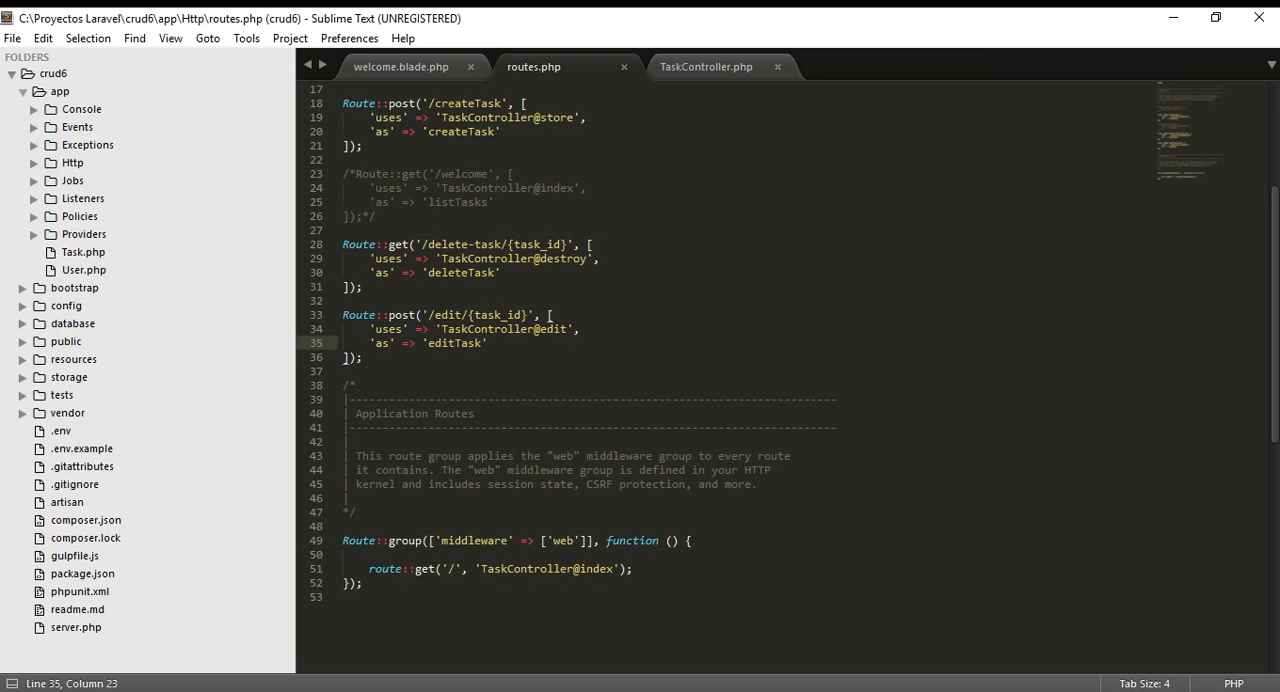 C:\Proyectos Laravel\crud6\app\Http\routes.php (crud6) - Sublime Text (UNREGISTERED)
File Edit Selection Find View Goto Tools Project Preferences Help
FOLDERS
crud6
app
Console
Events
Exceptions
Http
Jobs
Listeners
Policies
Providers
Task.php
User.php
bootstrap
config
database
public
resources
storage
tests
vendor
.env
.env.example
.gitattributes
.gitignore
artisan
composer.json
composer.lock
gulpfile.js
package.json
phpunit.xml
readme.md
server.php
welcome.blade.php × routes.php × TaskController.php ×
17
18 Route::post('/createTask', [
19     'uses' => 'TaskController@store',
20     'as' => 'createTask'
21 ]);
22
23 /*Route::get('/welcome', [
24     'uses' => 'TaskController@index',
25     'as' => 'listTasks'
26 ]);*/
27
28 Route::get('/delete-task/{task_id}', [
29     'uses' => 'TaskController@destroy',
30     'as' => 'deleteTask'
31 ]);
32
33 Route::post('/edit/{task_id}', [
34     'uses' => 'TaskController@edit',
35     'as' => 'editTask'
36 ]);
37
38 /*
39 |--------------------------------------------------------------------------
40 | Application Routes
41 |--------------------------------------------------------------------------
42 |
43 | This route group applies the "web" middleware group to every route
44 | it contains. The "web" middleware group is defined in your HTTP
45 | kernel and includes session state, CSRF protection, and more.
46 |
47 */
48
49 Route::group(['middleware' => ['web']], function () {
50
51     route::get('/', 'TaskController@index');
52 });
53
Line 35, Column 23 Tab Size: 4 PHP